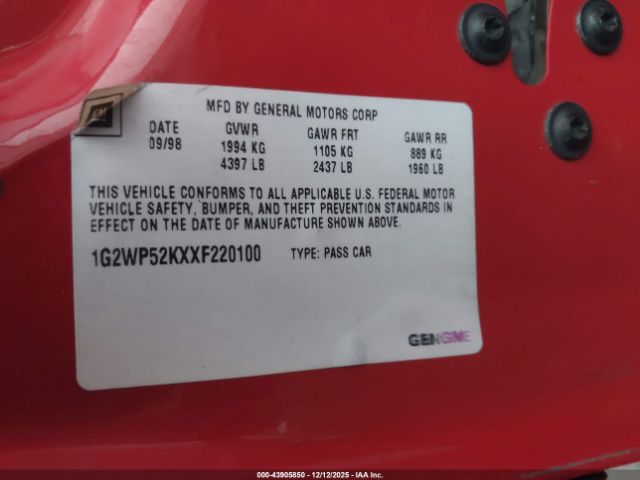 GM
MFD BY GENERAL MOTORS CORP
DATE GVWR GAWR FRT GAWR RR
09/98 1994 KG 1105 KG 889 KG
4397 LB 2437 LB 1960 LB
THIS VEHICLE CONFORMS TO ALL APPLICABLE U.S. FEDERAL MOTOR
VEHICLE SAFETY, BUMPER, AND THEFT PREVENTION STANDARDS IN
EFFECT ON THE DATE OF MANUFACTURE SHOWN ABOVE.
1G2WP52KXXF220100 TYPE: PASS CAR
000-43905850 - 12/12/2025 - IAA Inc.